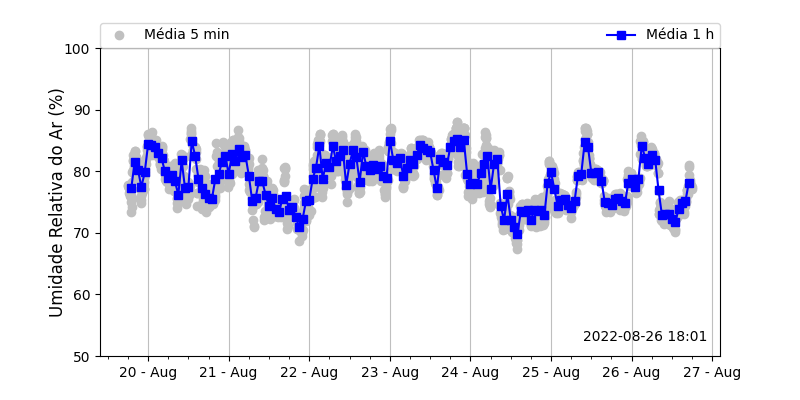 Média 5 min
Média 1 h
Umidade Relativa do Ar (%)
100
90
80
70
60
50
2022-08-26 18:01
20 - Aug
21 - Aug
22 - Aug
23 - Aug
24 - Aug
25 - Aug
26 - Aug
27 - Aug